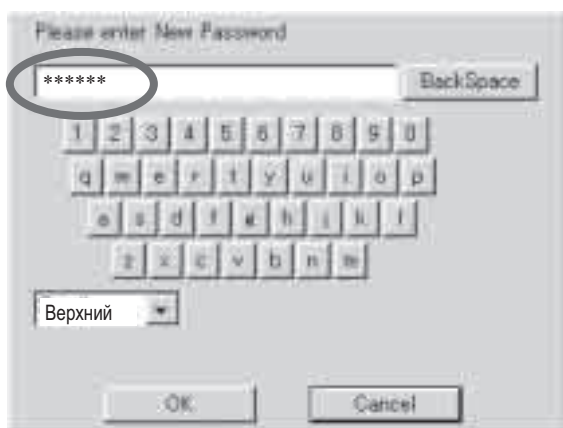 Please enter New Password
****** BackSpace
1 2 3 4 5 6 7 8 9 0
q w e r t y u i o p
a s d f g h j k l
z x c v b n m
Верхний
OK Cancel